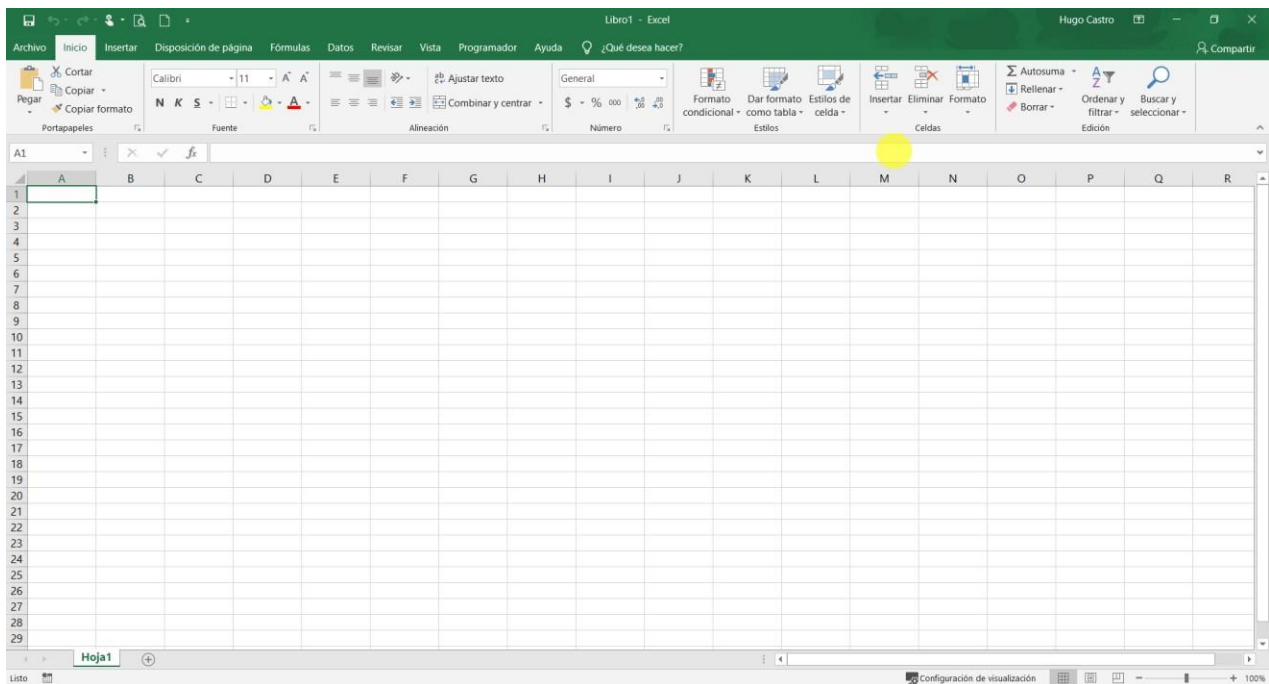 Libro1 - Excel
Hugo Castro
Archivo Inicio Insertar Disposición de página Fórmulas Datos Revisar Vista Programador Ayuda ¿Qué desea hacer? Compartir
Pegar
Cortar
Copiar
Copiar formato
Portapapeles
Calibri 11 A A
N K S A
Fuente
Ajustar texto
Combinar y centrar
Alineación
General
$ % 000
Número
Formato condicional
Dar formato como tabla
Estilos de celda
Estilos
Insertar Eliminar Formato
Celdas
Autosuma
Rellenar
Borrar
Ordenar y filtrar
Buscar y seleccionar
Edición
A1 fx
A B C D E F G H I J K L M N O P Q R
1
2
3
4
5
6
7
8
9
10
11
12
13
14
15
16
17
18
19
20
21
22
23
24
25
26
27
28
29
Hoja1
Listo Configuración de visualización 100%